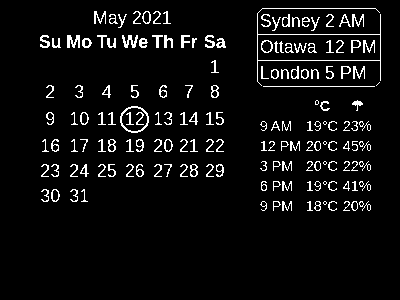 May 2021
Su Mo Tu We Th Fr Sa
1
2 3 4 5 6 7 8
9 10 11 12 13 14 15
16 17 18 19 20 21 22
23 24 25 26 27 28 29
30 31
Sydney 2 AM
Ottawa 12 PM
London 5 PM
°C ☂
9 AM 19°C 23%
12 PM 20°C 45%
3 PM 20°C 22%
6 PM 19°C 41%
9 PM 18°C 20%